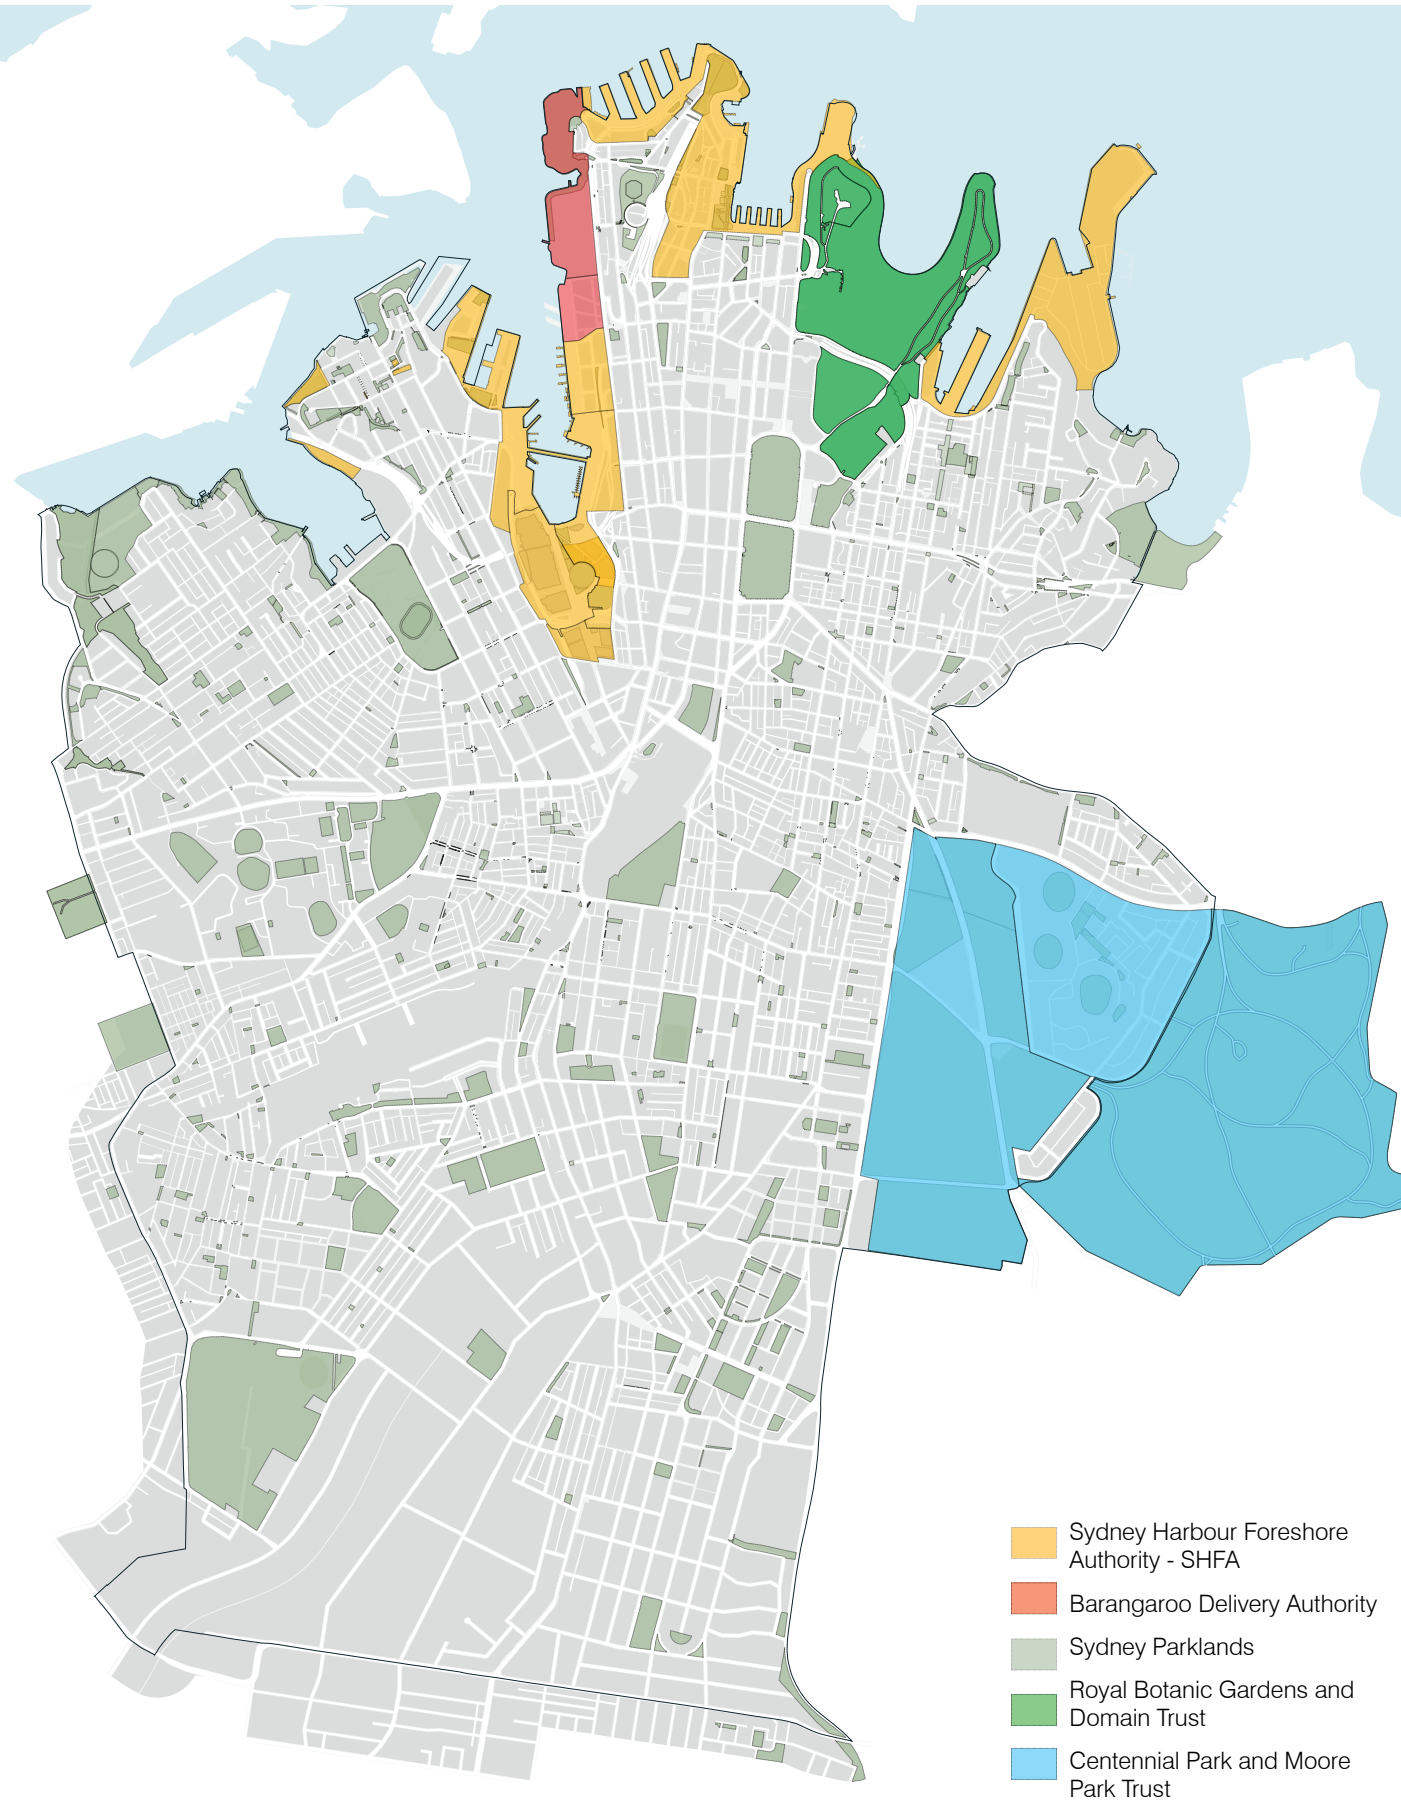 Sydney Harbour Foreshore
Authority - SHFA
Barangaroo Delivery Authority
Sydney Parklands
Royal Botanic Gardens and
Domain Trust
Centennial Park and Moore
Park Trust